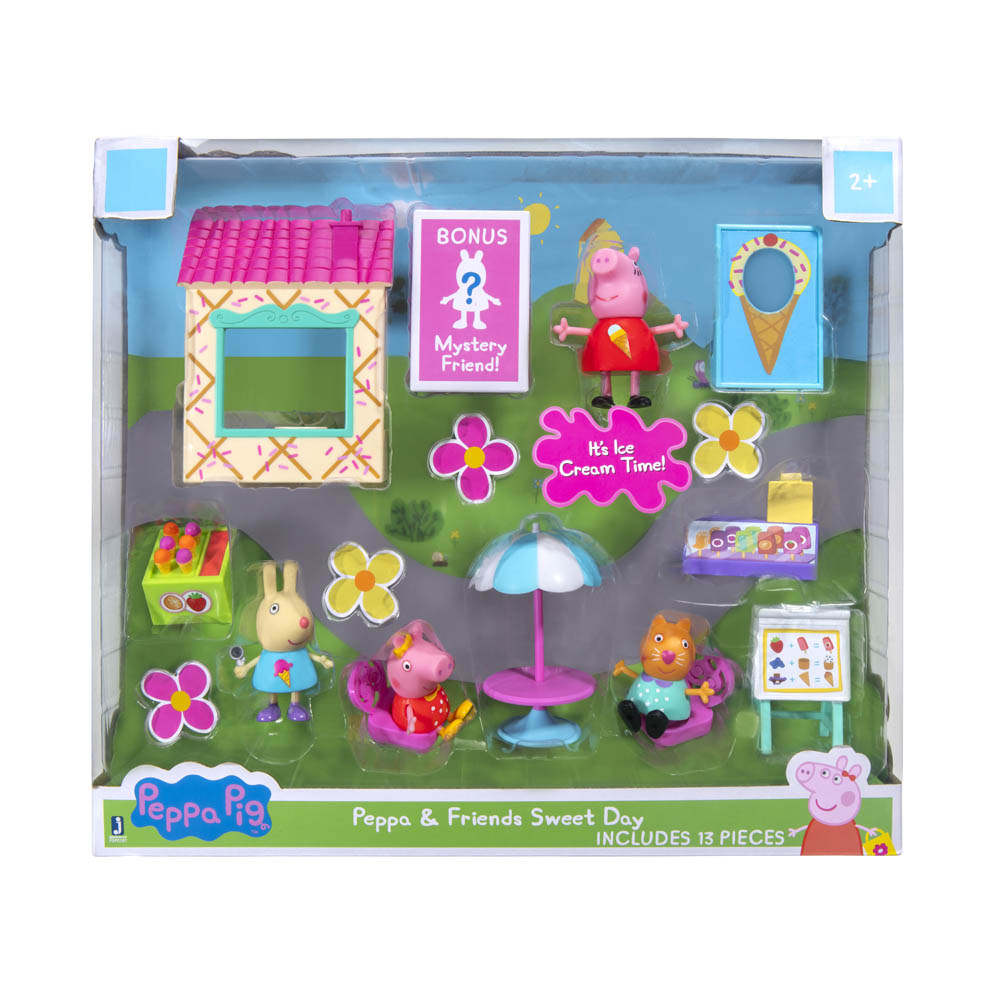 2+
BONUS
?
Mystery
Friend!
It's Ice
Cream Time!
Peppa Pig
Peppa & Friends Sweet Day
INCLUDES 13 PIECES